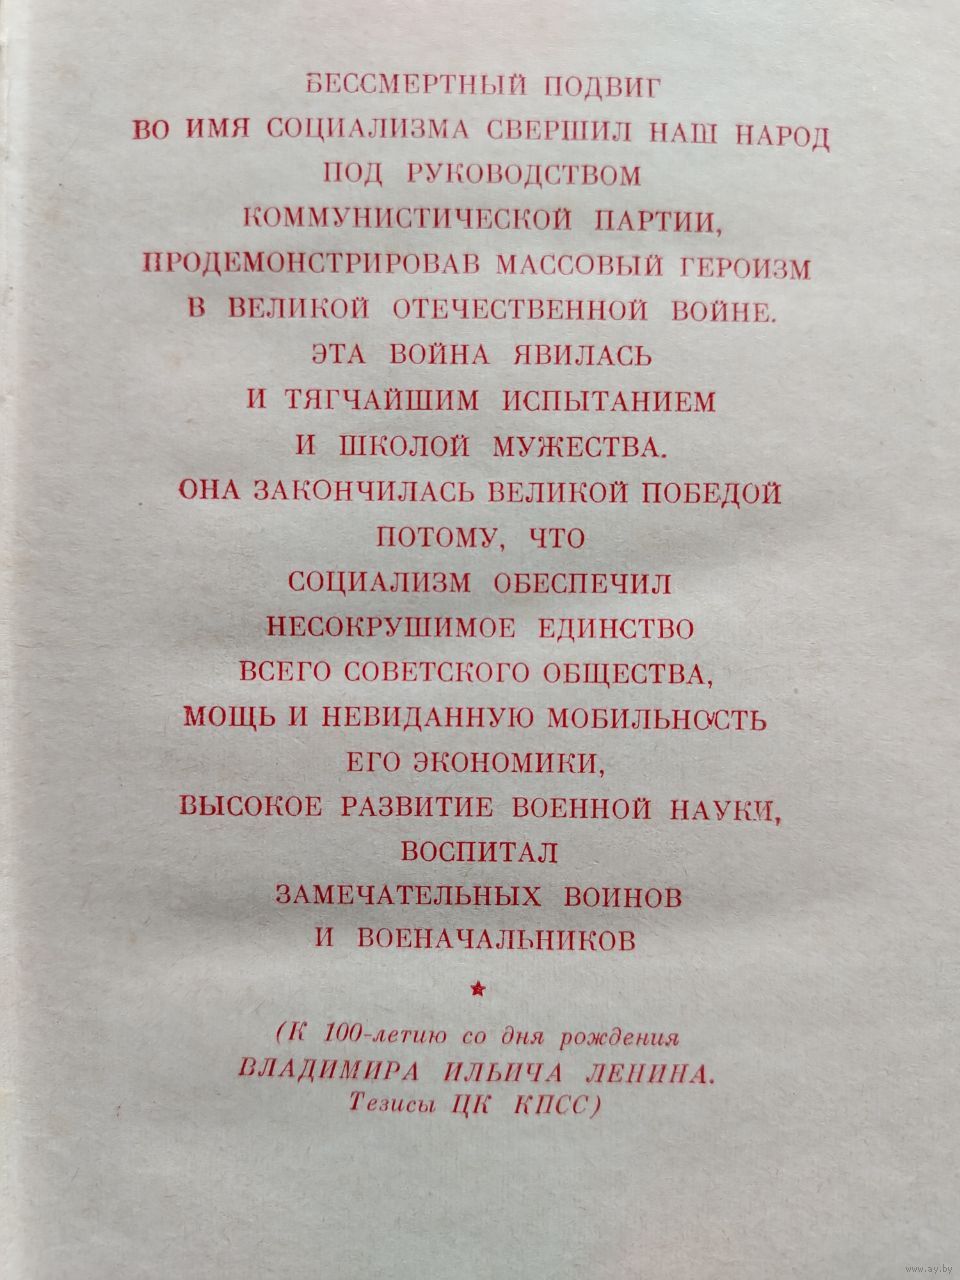 БЕССМЕРТНЫЙ ПОДВИГ
ВО ИМЯ СОЦИАЛИЗМА СВЕРШИЛ НАШ НАРОД
ПОД РУКОВОДСТВОМ
КОММУНИСТИЧЕСКОЙ ПАРТИИ,
ПРОДЕМОНСТРИРОВАВ МАССОВЫЙ ГЕРОИЗМ
В ВЕЛИКОЙ ОТЕЧЕСТВЕННОЙ ВОЙНЕ.
ЭТА ВОЙНА ЯВИЛАСЬ
И ТЯГЧАЙШИМ ИСПЫТАНИЕМ
И ШКОЛОЙ МУЖЕСТВА.
ОНА ЗАКОНЧИЛАСЬ ВЕЛИКОЙ ПОБЕДОЙ
ПОТОМУ, ЧТО
СОЦИАЛИЗМ ОБЕСПЕЧИЛ
НЕСОКРУШИМОЕ ЕДИНСТВО
ВСЕГО СОВЕТСКОГО ОБЩЕСТВА,
МОЩЬ И НЕВИДАННУЮ МОБИЛЬНОСТЬ
ЕГО ЭКОНОМИКИ,
ВЫСОКОЕ РАЗВИТИЕ ВОЕННОЙ НАУКИ,
ВОСПИТАЛ
ЗАМЕЧАТЕЛЬНЫХ ВОИНОВ
И ВОЕНАЧАЛЬНИКОВ
(К 100-летию со дня рождения
ВЛАДИМИРА ИЛЬИЧА ЛЕНИНА.
Тезисы ЦК КПСС)
www.ay.by